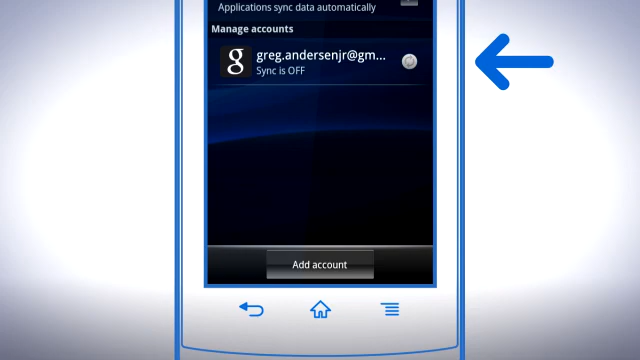 Applications sync data automatically
Manage accounts
greg.andersenjr@gm...
Sync is OFF
Add account